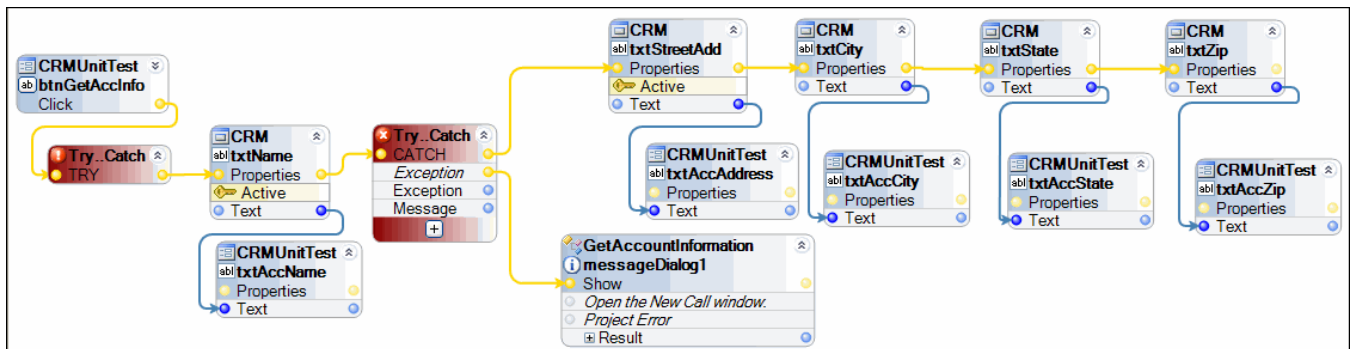 CRMUnitTest
btnGetAccInfo
Click
Try..Catch
TRY
CRM
txtName
Properties
Active
Text
CRMUnitTest
txtAccName
Properties
Text
Try..Catch
CATCH
Exception
Exception
Message
CRM
txtStreetAdd
Properties
Active
Text
CRMUnitTest
txtAccAddress
Properties
Text
CRM
txtCity
Properties
Text
CRMUnitTest
txtAccCity
Properties
Text
CRM
txtState
Properties
Text
CRMUnitTest
txtAccState
Properties
Text
CRM
txtZip
Properties
Text
CRMUnitTest
txtAccZip
Properties
Text
GetAccountInformation
messageDialog1
Show
Open the New Call window.
Project Error
Result